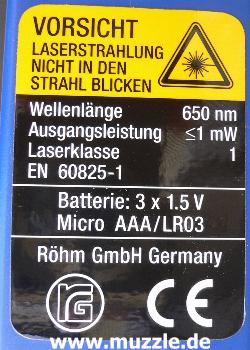 VORSICHT
LASERSTRAHLUNG
NICHT IN DEN
STRAHL BLICKEN
Wellenlänge 650 nm
Ausgangsleistung ≤1 mW
Laserklasse 1
EN 60825-1
Batterie: 3 x 1.5 V
Micro AAA/LR03
Röhm GmbH Germany
RG CE
www.muzzle.de